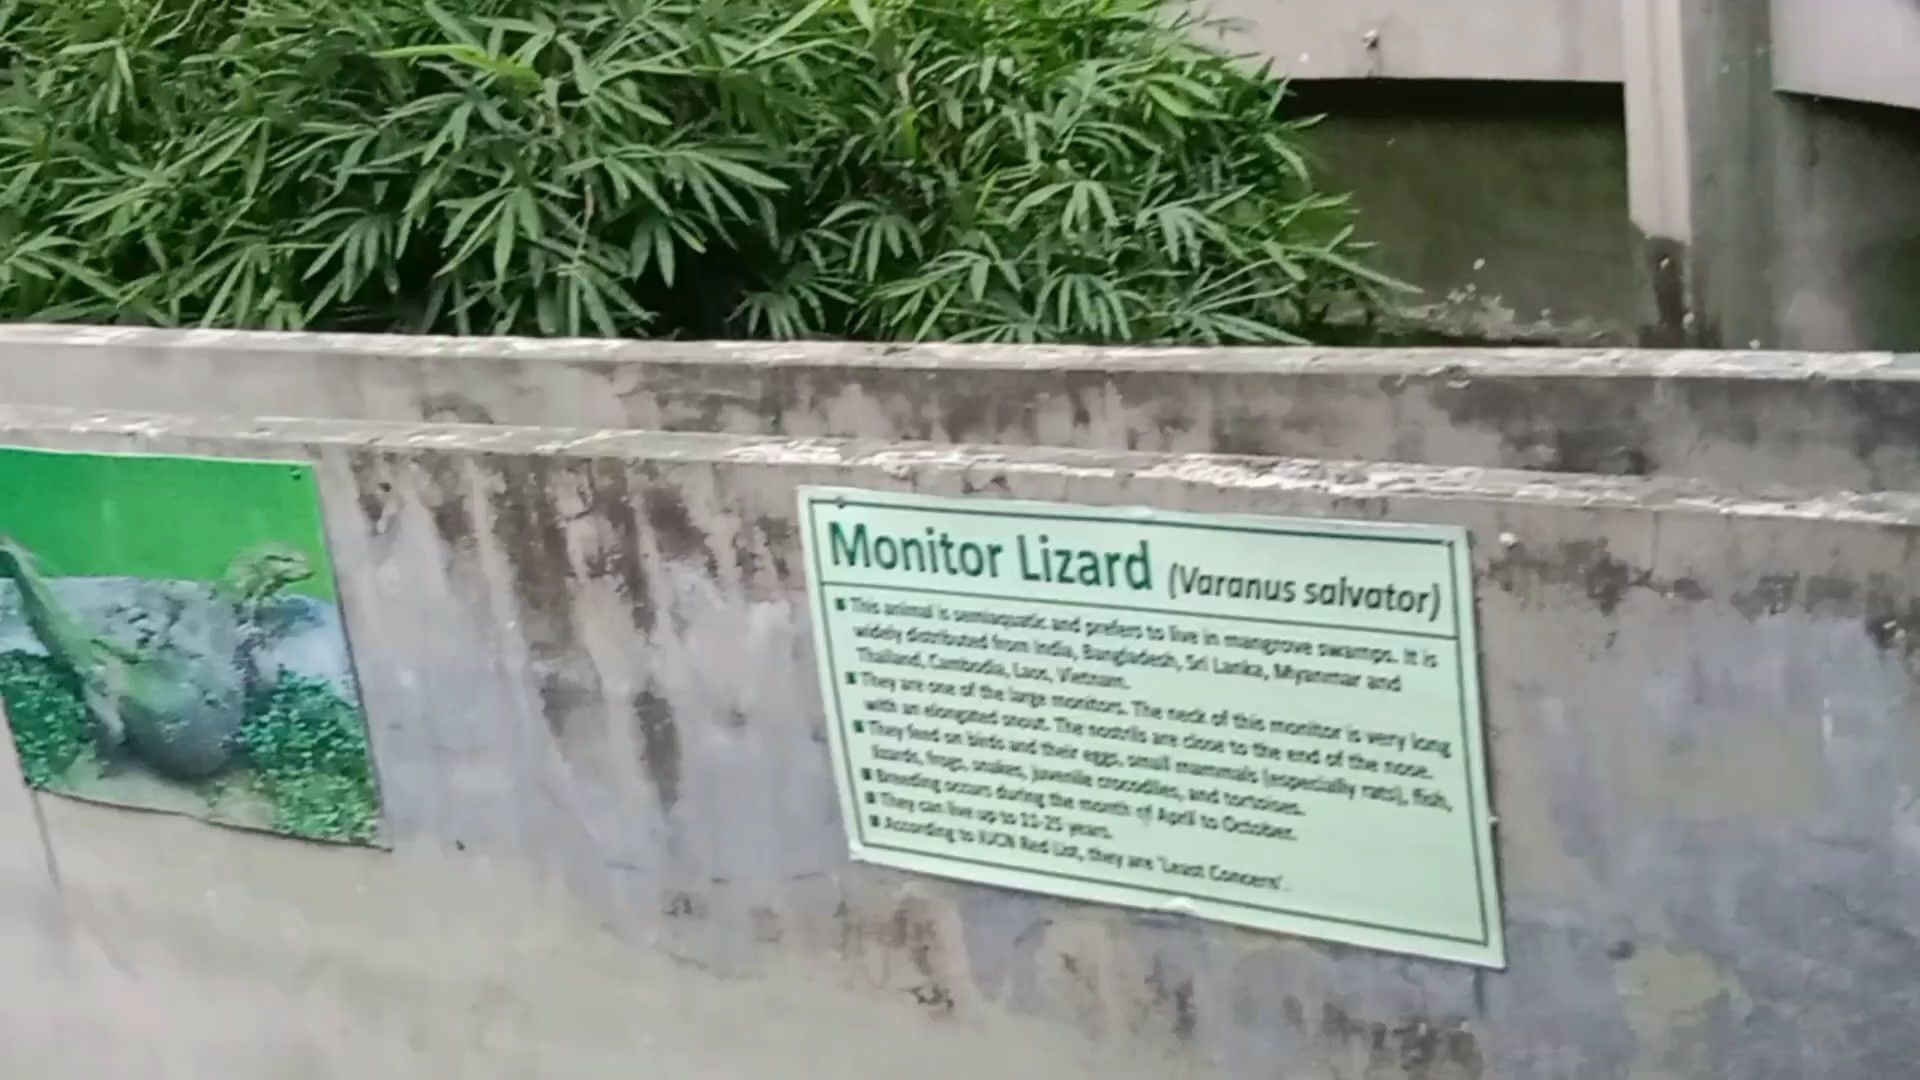 Monitor Lizard (Varanus salvator)
This animal is semiaquatic and prefers to live in mangrove swamps. It is
widely distributed from India, Bangladesh, Sri Lanka, Myanmar and
Thailand, Cambodia, Laos, Vietnam.
They are one of the large monitors. The neck of this monitor is very long
with an elongated snout. The nostrils are close to the end of the nose.
They feed on birds and their eggs, small mammals (especially rats), fish,
lizards, frogs, snakes, juvenile crocodiles, and tortoises.
Breeding occurs during the month of April to October.
They can live up to 11-25 years.
According to IUCN Red List, they are 'Least Concern'.